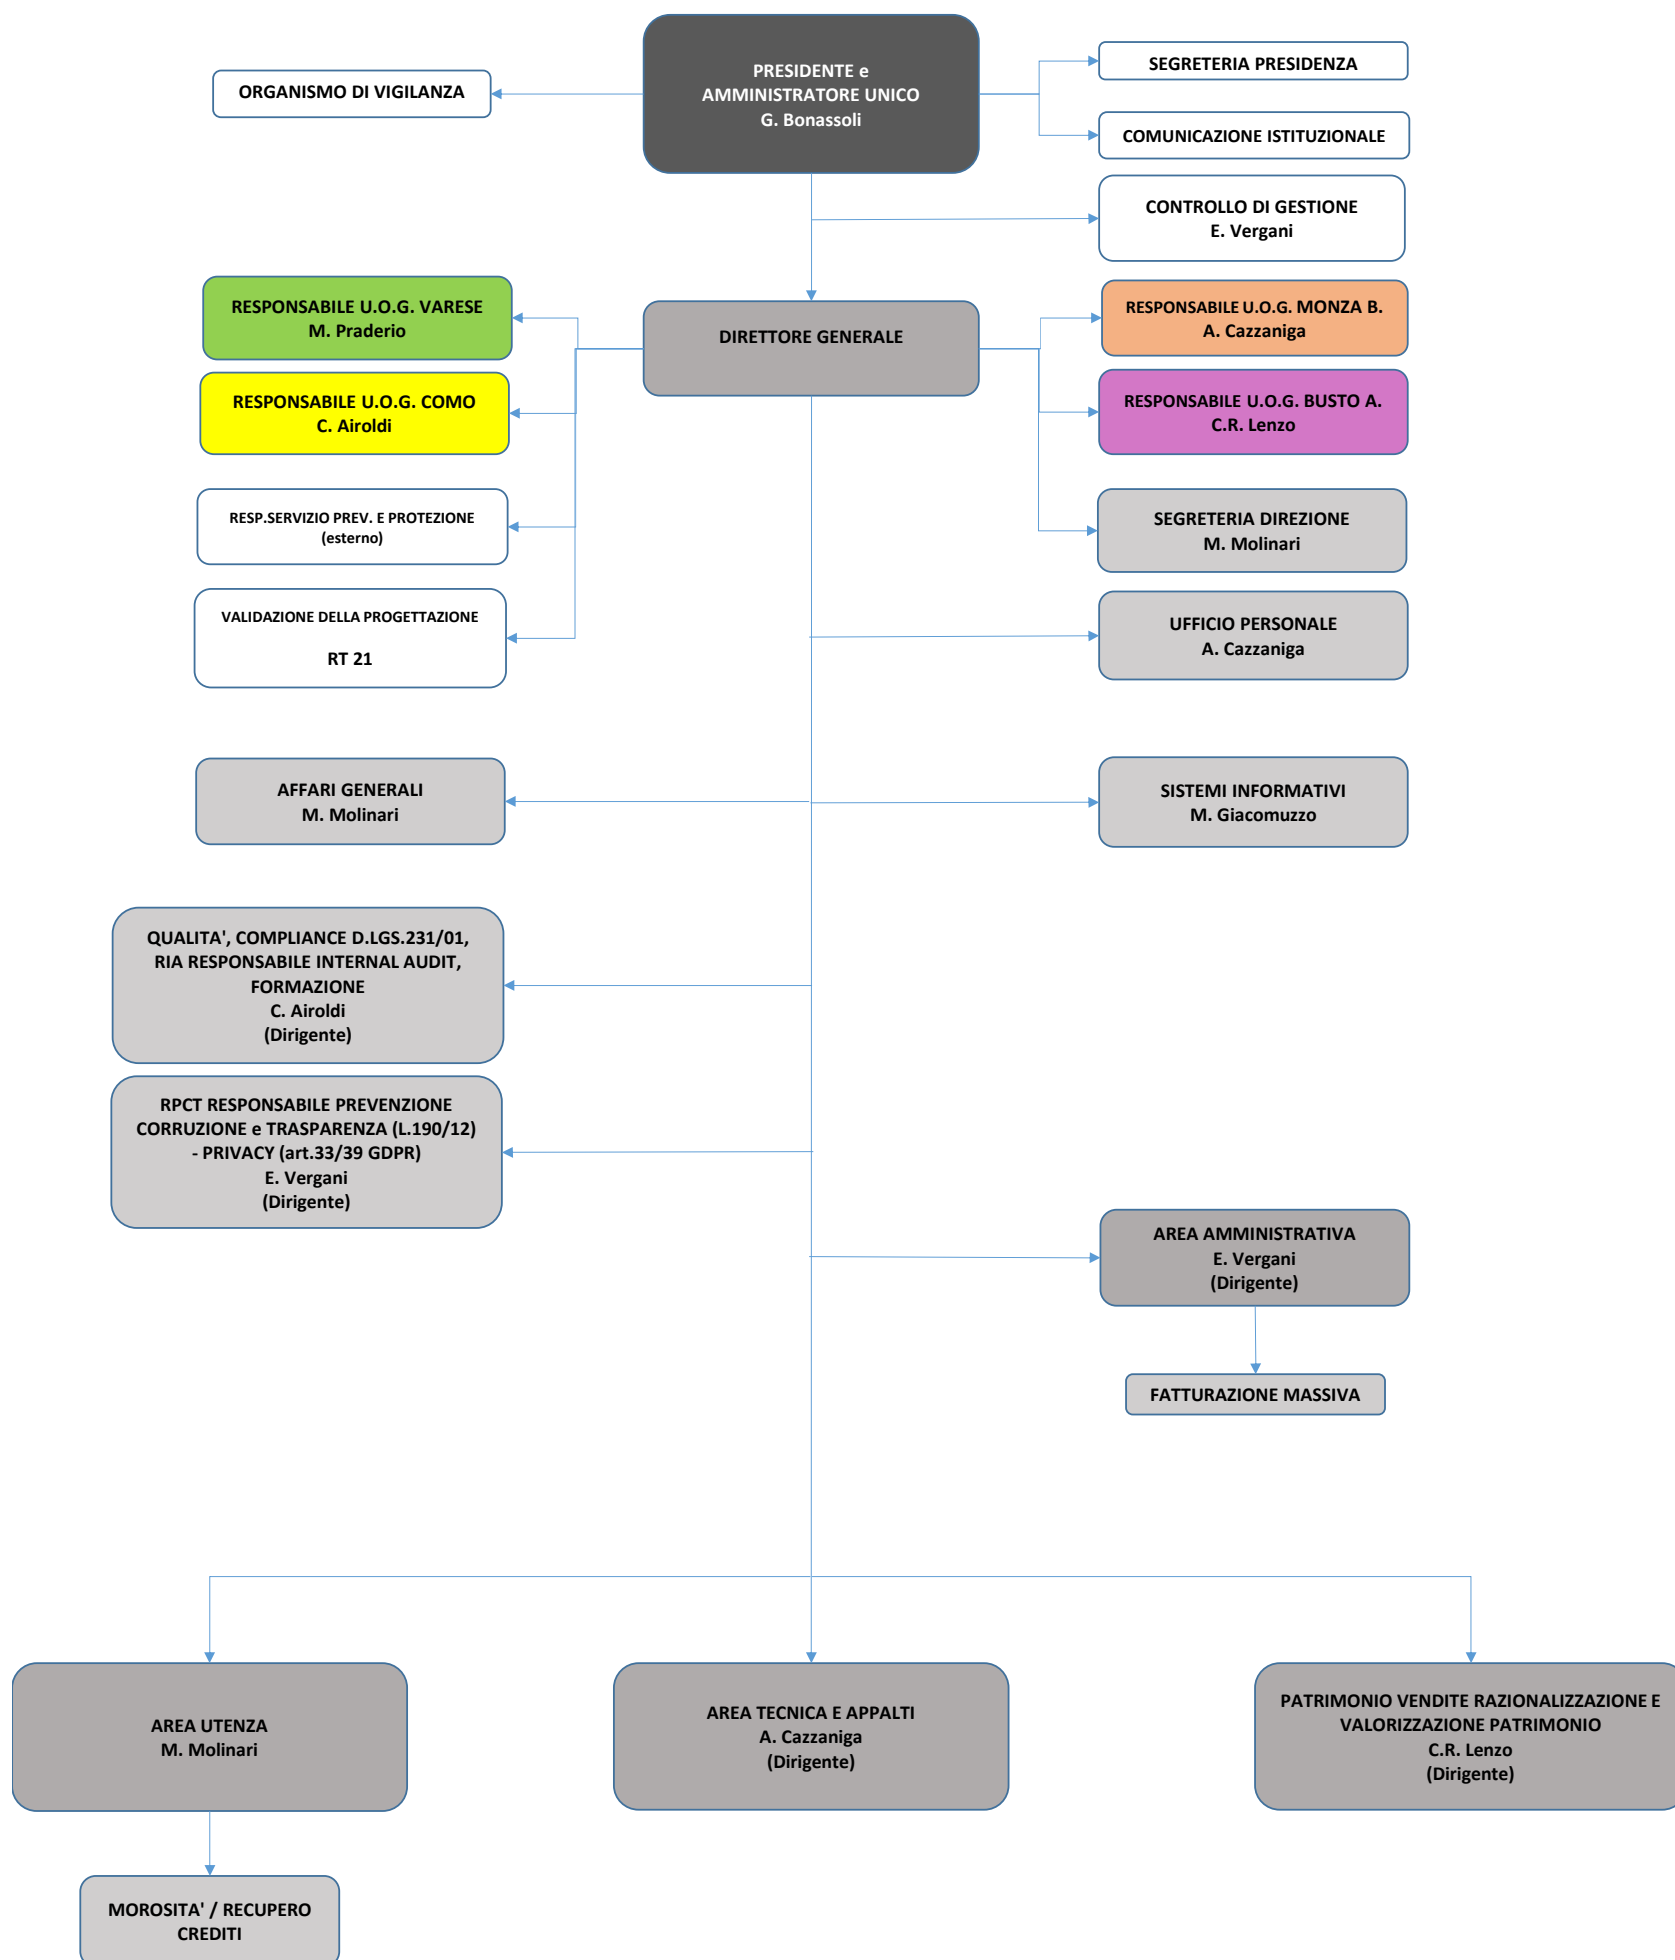 PRESIDENTE e
AMMINISTRATORE UNICO
G. Bonassoli
ORGANISMO DI VIGILANZA
SEGRETERIA PRESIDENZA
COMUNICAZIONE ISTITUZIONALE
CONTROLLO DI GESTIONE
E. Vergani
RESPONSABILE U.O.G. VARESE
M. Praderio
DIRETTORE GENERALE
RESPONSABILE U.O.G. MONZA B.
A. Cazzaniga
RESPONSABILE U.O.G. COMO
C. Airoldi
RESPONSABILE U.O.G. BUSTO A.
C.R. Lenzo
RESP.SERVIZIO PREV. E PROTEZIONE
(esterno)
SEGRETERIA DIREZIONE
M. Molinari
VALIDAZIONE DELLA PROGETTAZIONE
RT 21
UFFICIO PERSONALE
A. Cazzaniga
AFFARI GENERALI
M. Molinari
SISTEMI INFORMATIVI
M. Giacomuzzo
QUALITA', COMPLIANCE D.LGS.231/01,
RIA RESPONSABILE INTERNAL AUDIT,
FORMAZIONE
C. Airoldi
(Dirigente)
RPCT RESPONSABILE PREVENZIONE
CORRUZIONE e TRASPARENZA (L.190/12)
- PRIVACY (art.33/39 GDPR)
E. Vergani
(Dirigente)
AREA AMMINISTRATIVA
E. Vergani
(Dirigente)
FATTURAZIONE MASSIVA
AREA UTENZA
M. Molinari
AREA TECNICA E APPALTI
A. Cazzaniga
(Dirigente)
PATRIMONIO VENDITE RAZIONALIZZAZIONE E
VALORIZZAZIONE PATRIMONIO
C.R. Lenzo
(Dirigente)
MOROSITA' / RECUPERO
CREDITI